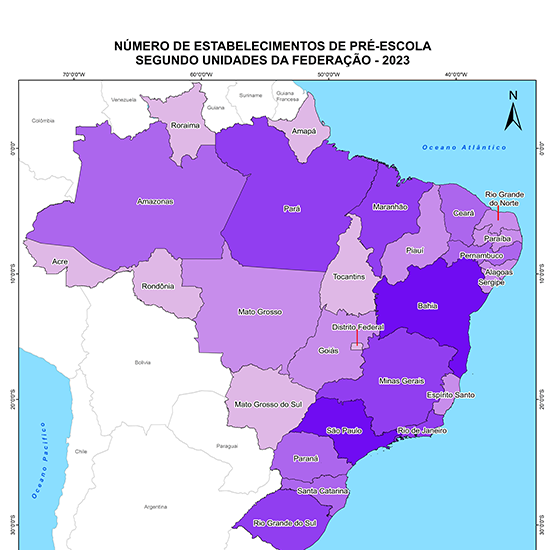 NÚMERO DE ESTABELECIMENTOS DE PRÉ-ESCOLA
SEGUNDO UNIDADES DA FEDERAÇÃO - 2023
70°0'0"
60°0'0"
50°0'0"
40°0'0"
N
Venezuela
Suriname
Guiana
Francesa
Guiana
Colômbia
Roraima
Amapá
Oceano Atlântico
0°0'0"
Rio Grande
do Norte
Amazonas
Pará
Maranhão
Ceará
Paraíba
Piauí
Pernambuco
Acre
10°0'0"
Tocantins
Alagoas
Sergipe
Rondônia
Mato Grosso
Bahia
Distrito Federal
Goiás
Bolívia
Minas Gerais
Espírito Santo
20°0'0"
Mato Grosso do Sul
São Paulo
Rio de Janeiro
Oceano Pacífico
Chile
Paraguai
Paraná
Santa Catarina
Argentina
Rio Grande do Sul
30°0'0"